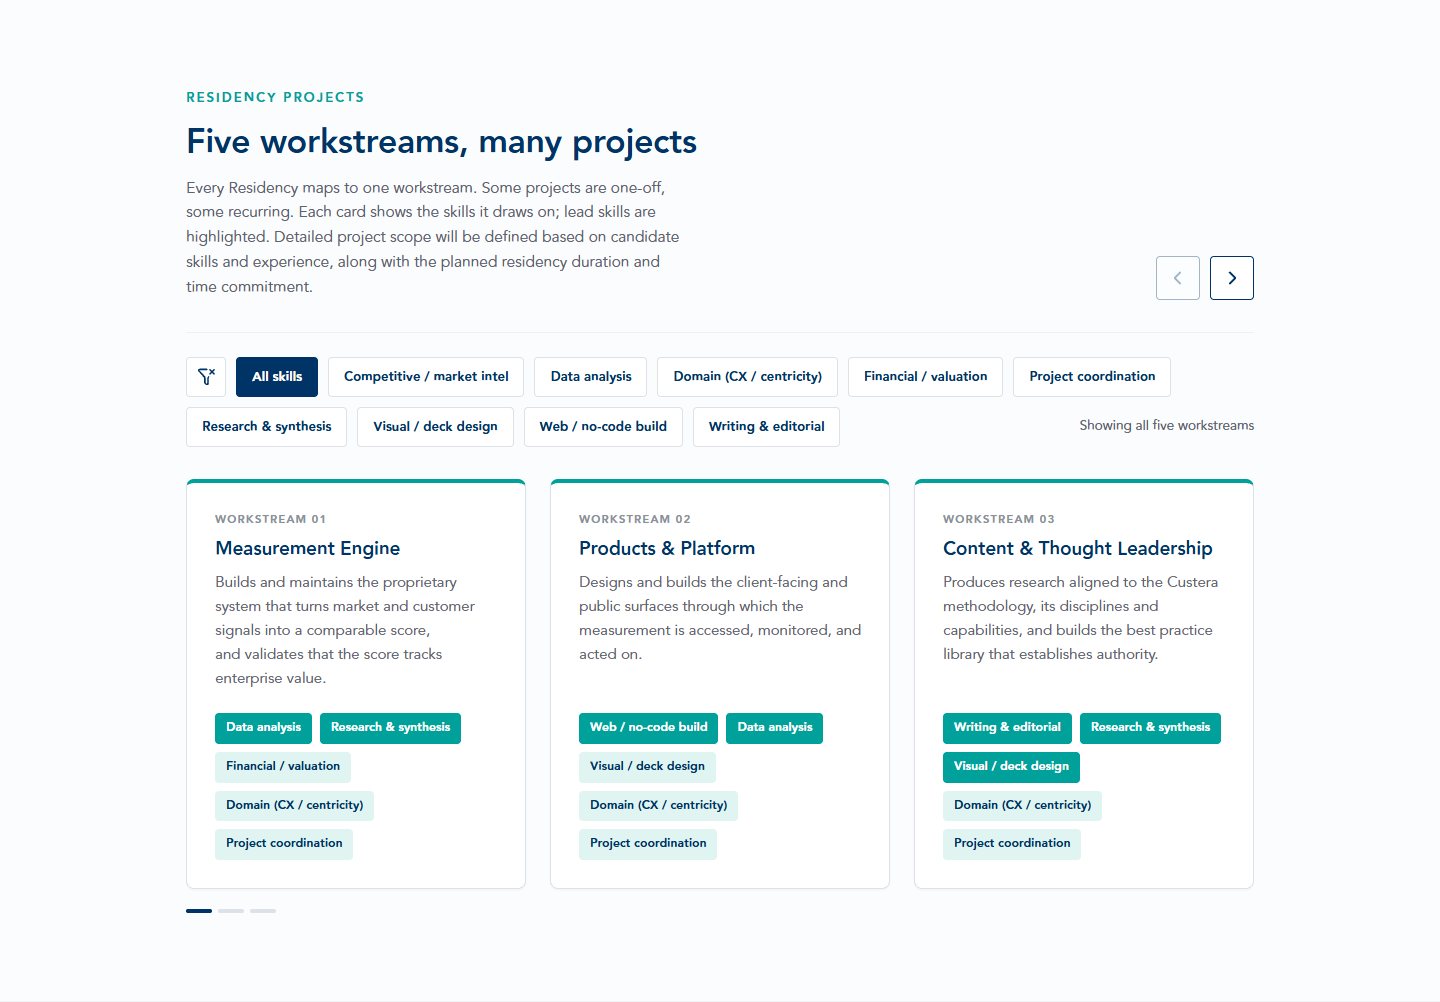 RESIDENCY PROJECTS
Five workstreams, many projects
Every Residency maps to one workstream. Some projects are one-off,
some recurring. Each card shows the skills it draws on; lead skills are
highlighted. Detailed project scope will be defined based on candidate
skills and experience, along with the planned residency duration and
time commitment.
All skills
Competitive / market intel
Data analysis
Domain (CX / centricity)
Financial / valuation
Project coordination
Research & synthesis
Visual / deck design
Web / no-code build
Writing & editorial
Showing all five workstreams
WORKSTREAM 01
Measurement Engine
Builds and maintains the proprietary
system that turns market and customer
signals into a comparable score,
and validates that the score tracks
enterprise value.
Data analysis
Research & synthesis
Financial / valuation
Domain (CX / centricity)
Project coordination
WORKSTREAM 02
Products & Platform
Designs and builds the client-facing and
public surfaces through which the
measurement is accessed, monitored, and
acted on.
Web / no-code build
Data analysis
Visual / deck design
Domain (CX / centricity)
Project coordination
WORKSTREAM 03
Content & Thought Leadership
Produces research aligned to the Custera
methodology, its disciplines and
capabilities, and builds the best practice
library that establishes authority.
Writing & editorial
Research & synthesis
Visual / deck design
Domain (CX / centricity)
Project coordination